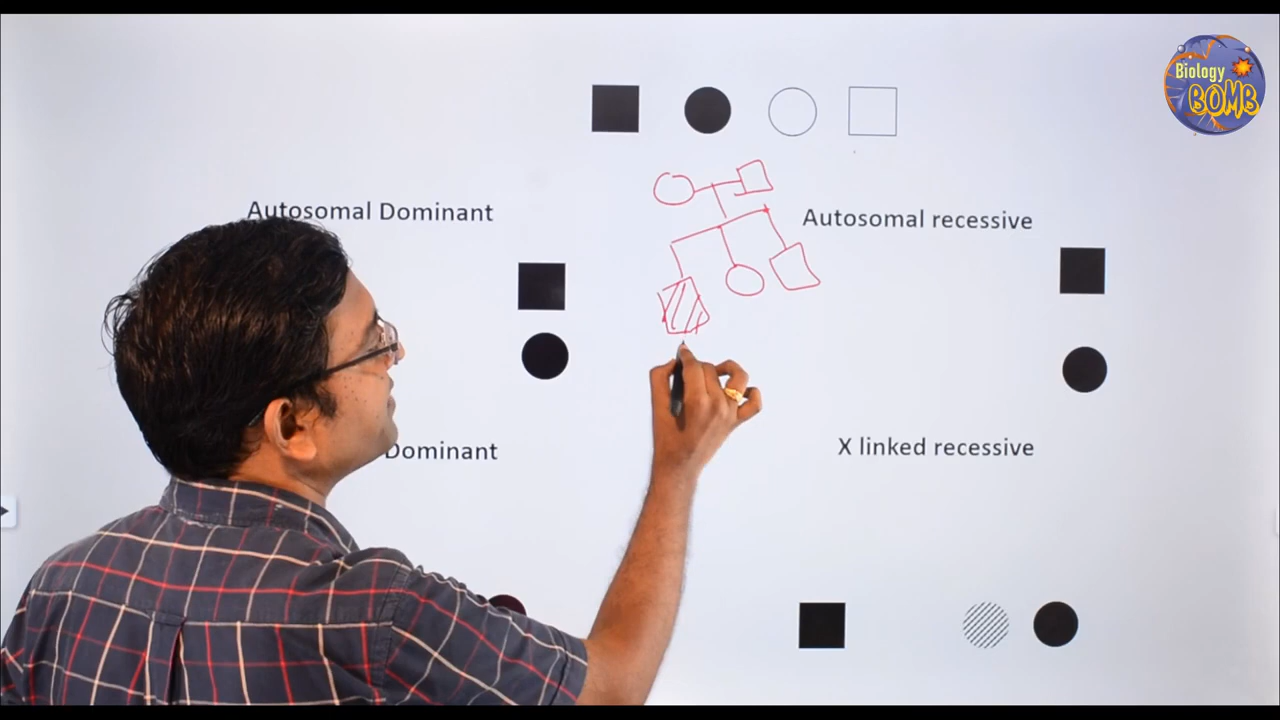 Biology
BOMB
Autosomal Dominant
Autosomal recessive
Dominant
X linked recessive